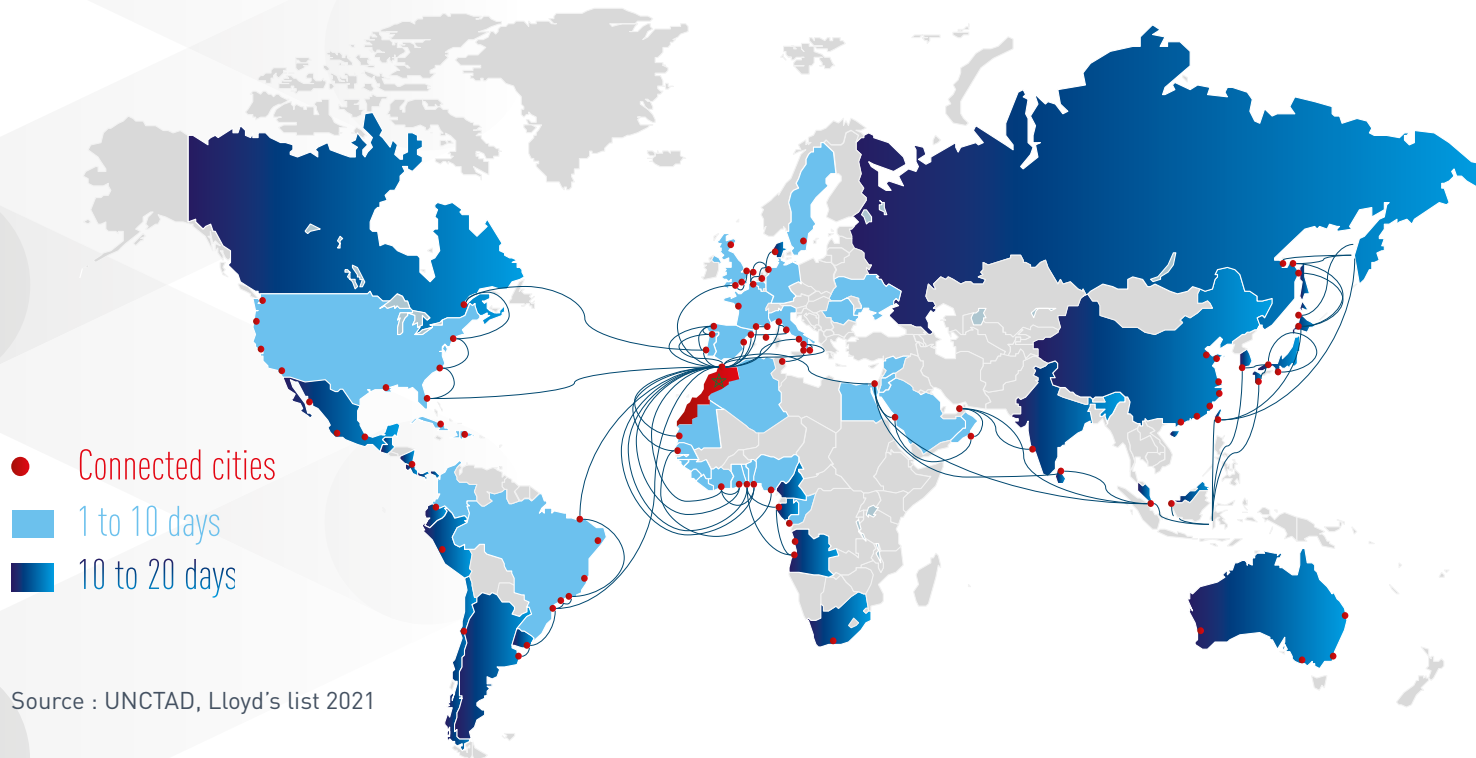 Connected cities
1 to 10 days
10 to 20 days
Source : UNCTAD, Lloyd’s list 2021